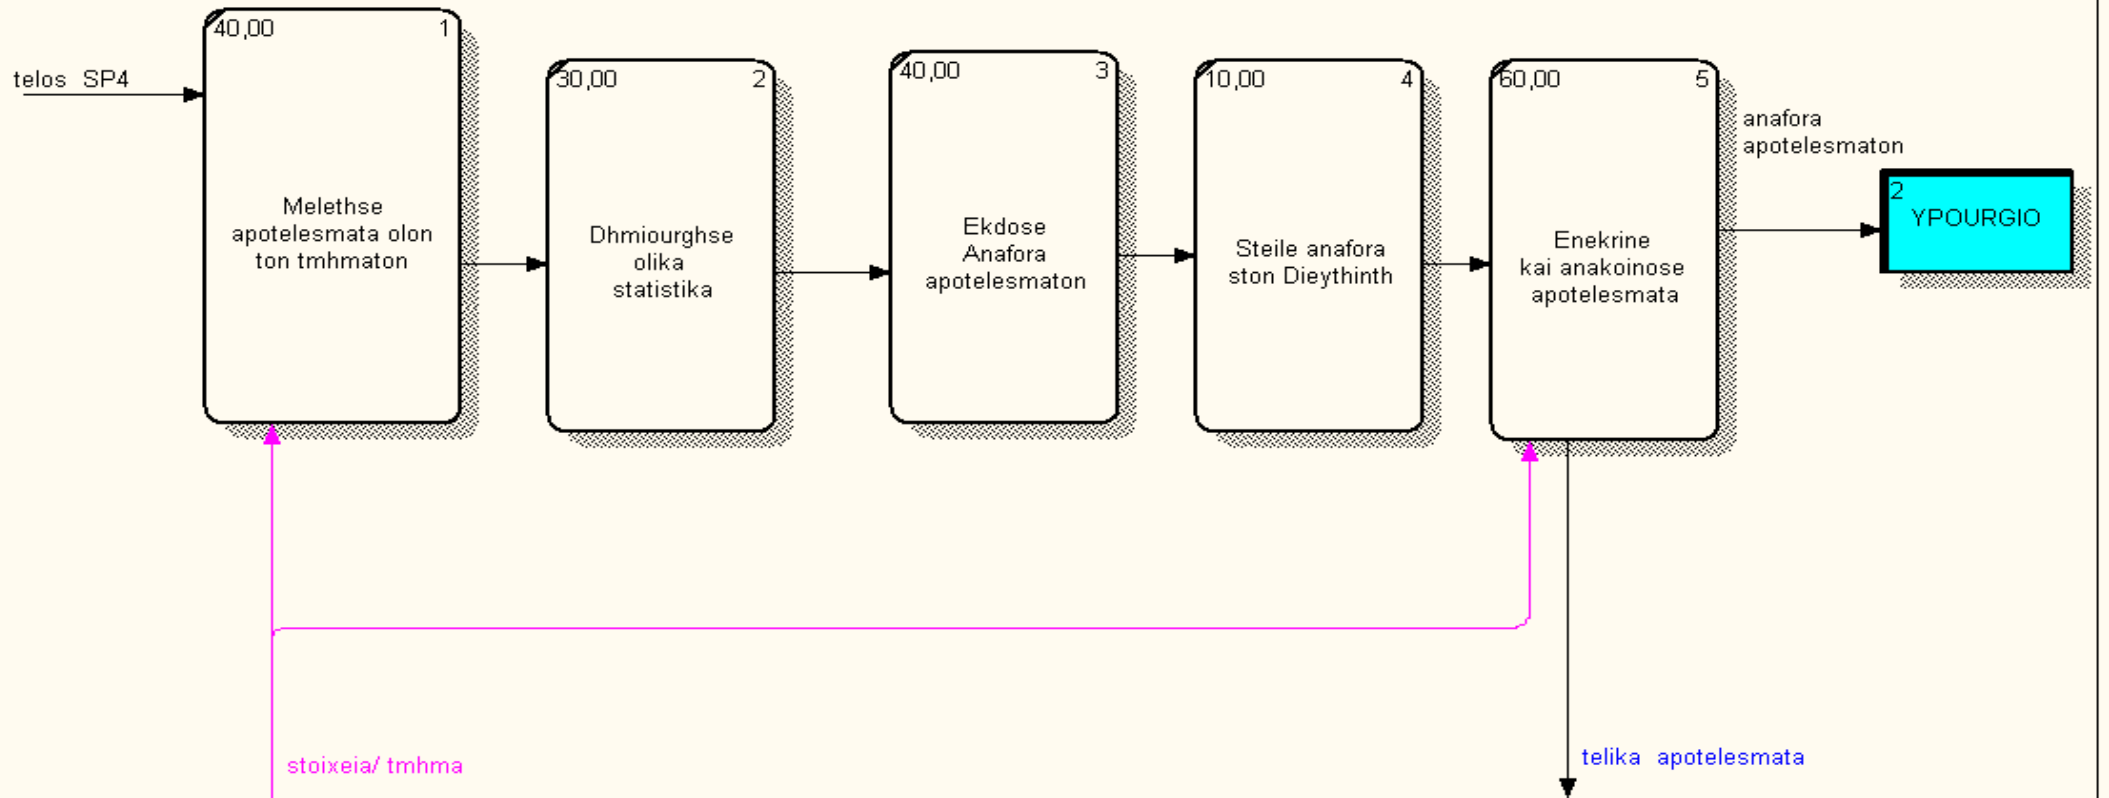 telos SP4
40,00 1
Melethse
apotelesmata olon
ton tmhmaton
30,00 2
Dhmiourghse
olika
statistika
40,00 3
Ekdose
Anafora
apotelesmaton
10,00 4
Steile anafora
ston Dieythinth
60,00 5
Enekrine
kai anakoinose
apotelesmata
anafora
apotelesmaton
2
YPOURGIO
stoixeia/ tmhma
telika apotelesmata